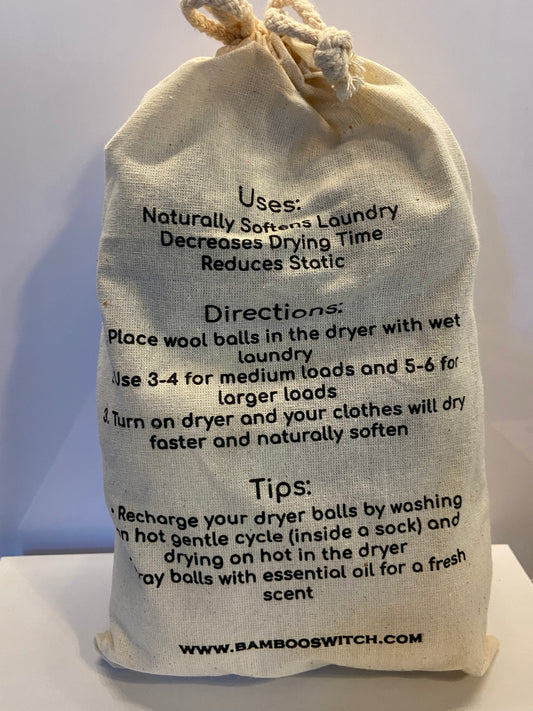 Uses:
Naturally Softens Laundry
Decreases Drying Time
Reduces Static
Directions:
Place wool balls in the dryer with wet
laundry
Use 3-4 for medium loads and 5-6 for
larger loads
3. Turn on dryer and your clothes will dry
faster and naturally soften
Tips:
• Recharge your dryer balls by washing
on hot gentle cycle (inside a sock) and
drying on hot in the dryer
balls with essential oil for a fresh
scent
WWW.BAMBOOSWITCH.COM